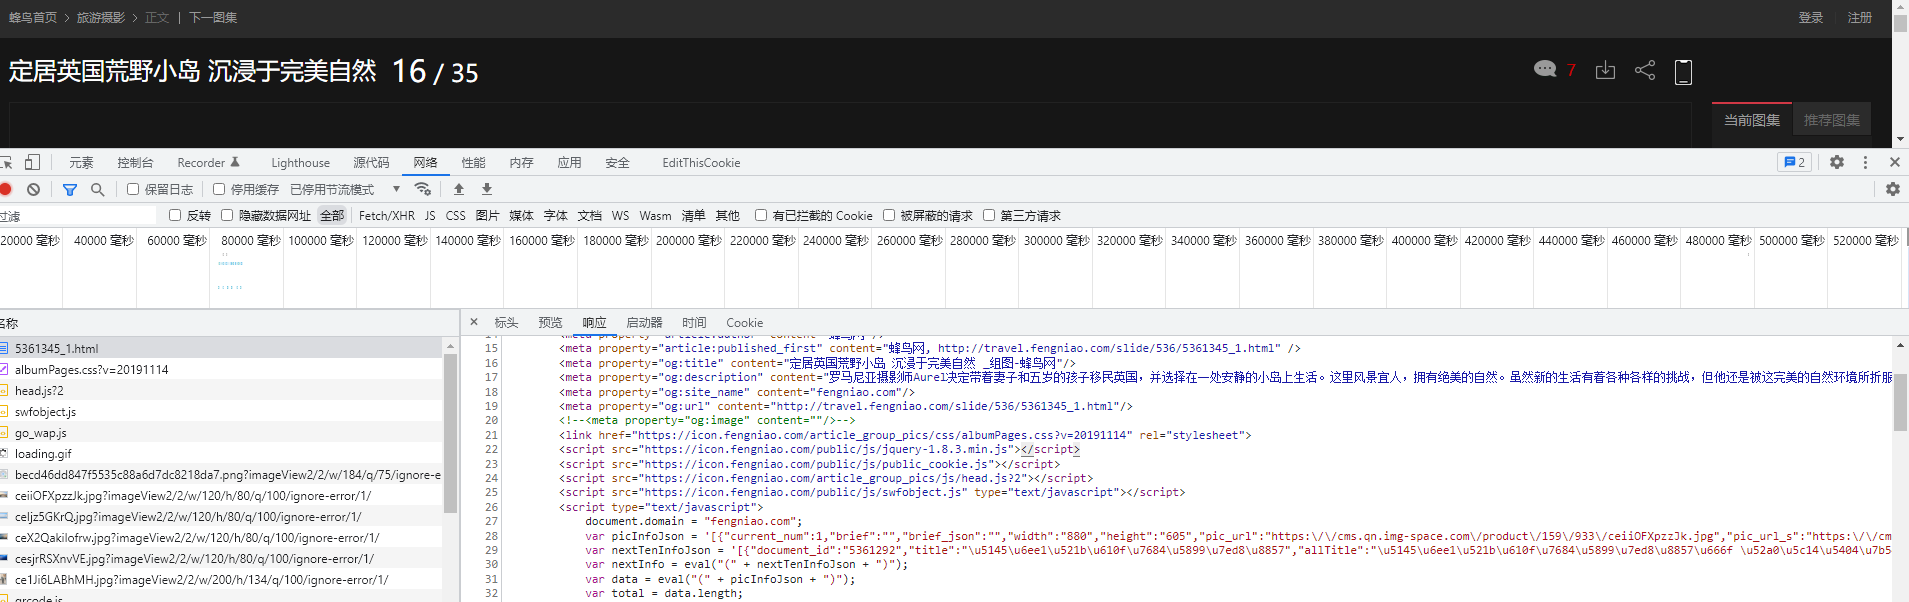 蜂鸟首页 > 旅游摄影 > 正文 | 下一图集
登录 注册
定居英国荒野小岛 沉浸于完美自然 16 / 35
7
当前图集 推荐图集
元素 控制台 Recorder Lighthouse 源代码 网络 性能 内存 应用 安全 EditThisCookie 2
保留日志 停用缓存 已停用节流模式
过滤 反转 隐藏数据网址 全部 Fetch/XHR JS CSS 图片 媒体 字体 文档 WS Wasm 清单 其他 有已拦截的 Cookie 被屏蔽的请求 第三方请求
20000 毫秒 40000 毫秒 60000 毫秒 80000 毫秒 100000 毫秒 120000 毫秒 140000 毫秒 160000 毫秒 180000 毫秒 200000 毫秒 220000 毫秒 240000 毫秒 260000 毫秒 280000 毫秒 300000 毫秒 320000 毫秒 340000 毫秒 360000 毫秒 380000 毫秒 400000 毫秒 420000 毫秒 440000 毫秒 460000 毫秒 480000 毫秒 500000 毫秒 520000 毫秒
名称
5361345_1.html
albumPages.css?v=20191114
head.js?2
swfobject.js
go_wap.js
loading.gif
becd46dd847f5535c88a6d7dc8218da7.png?imageView2/2/w/184/q/75/ignore-e
ceiiOFXpzzJk.jpg?imageView2/2/w/120/h/80/q/100/ignore-error/1/
celjz5GKrQ.jpg?imageView2/2/w/120/h/80/q/100/ignore-error/1/
ceX2Qakilofrw.jpg?imageView2/2/w/120/h/80/q/100/ignore-error/1/
cesjrRSXnvVE.jpg?imageView2/2/w/120/h/80/q/100/ignore-error/1/
ce1Ji6LABhMH.jpg?imageView2/2/w/200/h/134/q/100/ignore-error/1/
qrcode.js
标头 预览 响应 启动器 时间 Cookie
15 <meta property="article:published_first" content="蜂鸟网, http://travel.fengniao.com/slide/536/5361345_1.html" />
16 <meta property="og:title" content="定居英国荒野小岛 沉浸于完美自然 _组图-蜂鸟网"/>
17 <meta property="og:description" content="罗马尼亚摄影师Aurel决定带着妻子和五岁的孩子移民英国，并选择在一处安静的小岛上生活。这里风景宜人，拥有绝美的自然。虽然新的生活有着各种各样的挑战，但他还是被这完美的自然环境所折服
18 <meta property="og:site_name" content="fengniao.com"/>
19 <meta property="og:url" content="http://travel.fengniao.com/slide/536/5361345_1.html"/>
20 <!--<meta property="og:image" content=""/>-->
21 <link href="https://icon.fengniao.com/article_group_pics/css/albumPages.css?v=20191114" rel="stylesheet">
22 <script src="https://icon.fengniao.com/public/js/jquery-1.8.3.min.js"></script>
23 <script src="https://icon.fengniao.com/public/js/public_cookie.js"></script>
24 <script src="https://icon.fengniao.com/article_group_pics/js/head.js?2"></script>
25 <script src="https://icon.fengniao.com/public/js/swfobject.js" type="text/javascript"></script>
26 <script type="text/javascript">
27 document.domain = "fengniao.com";
28 var picInfoJson = '[{"current_num":1,"brief":"","brief_json":"","width":"880","height":"605","pic_url":"https:\/\/cms.qn.img-space.com\/product\/159\/933\/ceiiOFXpzzJk.jpg","pic_url_s":"https:\/\/cm
29 var nextTenInfoJson = '[{"document_id":"5361292","title":"\u5145\u6ee1\u521b\u610f\u7684\u5899\u7ed8\u8857","allTitle":"\u5145\u6ee1\u521b\u610f\u7684\u5899\u7ed8\u8857\u666f \u52a0\u5c14\u5404\u7b5
30 var nextInfo = eval("(" + nextTenInfoJson + ")");
31 var data = eval("(" + picInfoJson + ")");
32 var total = data.length;